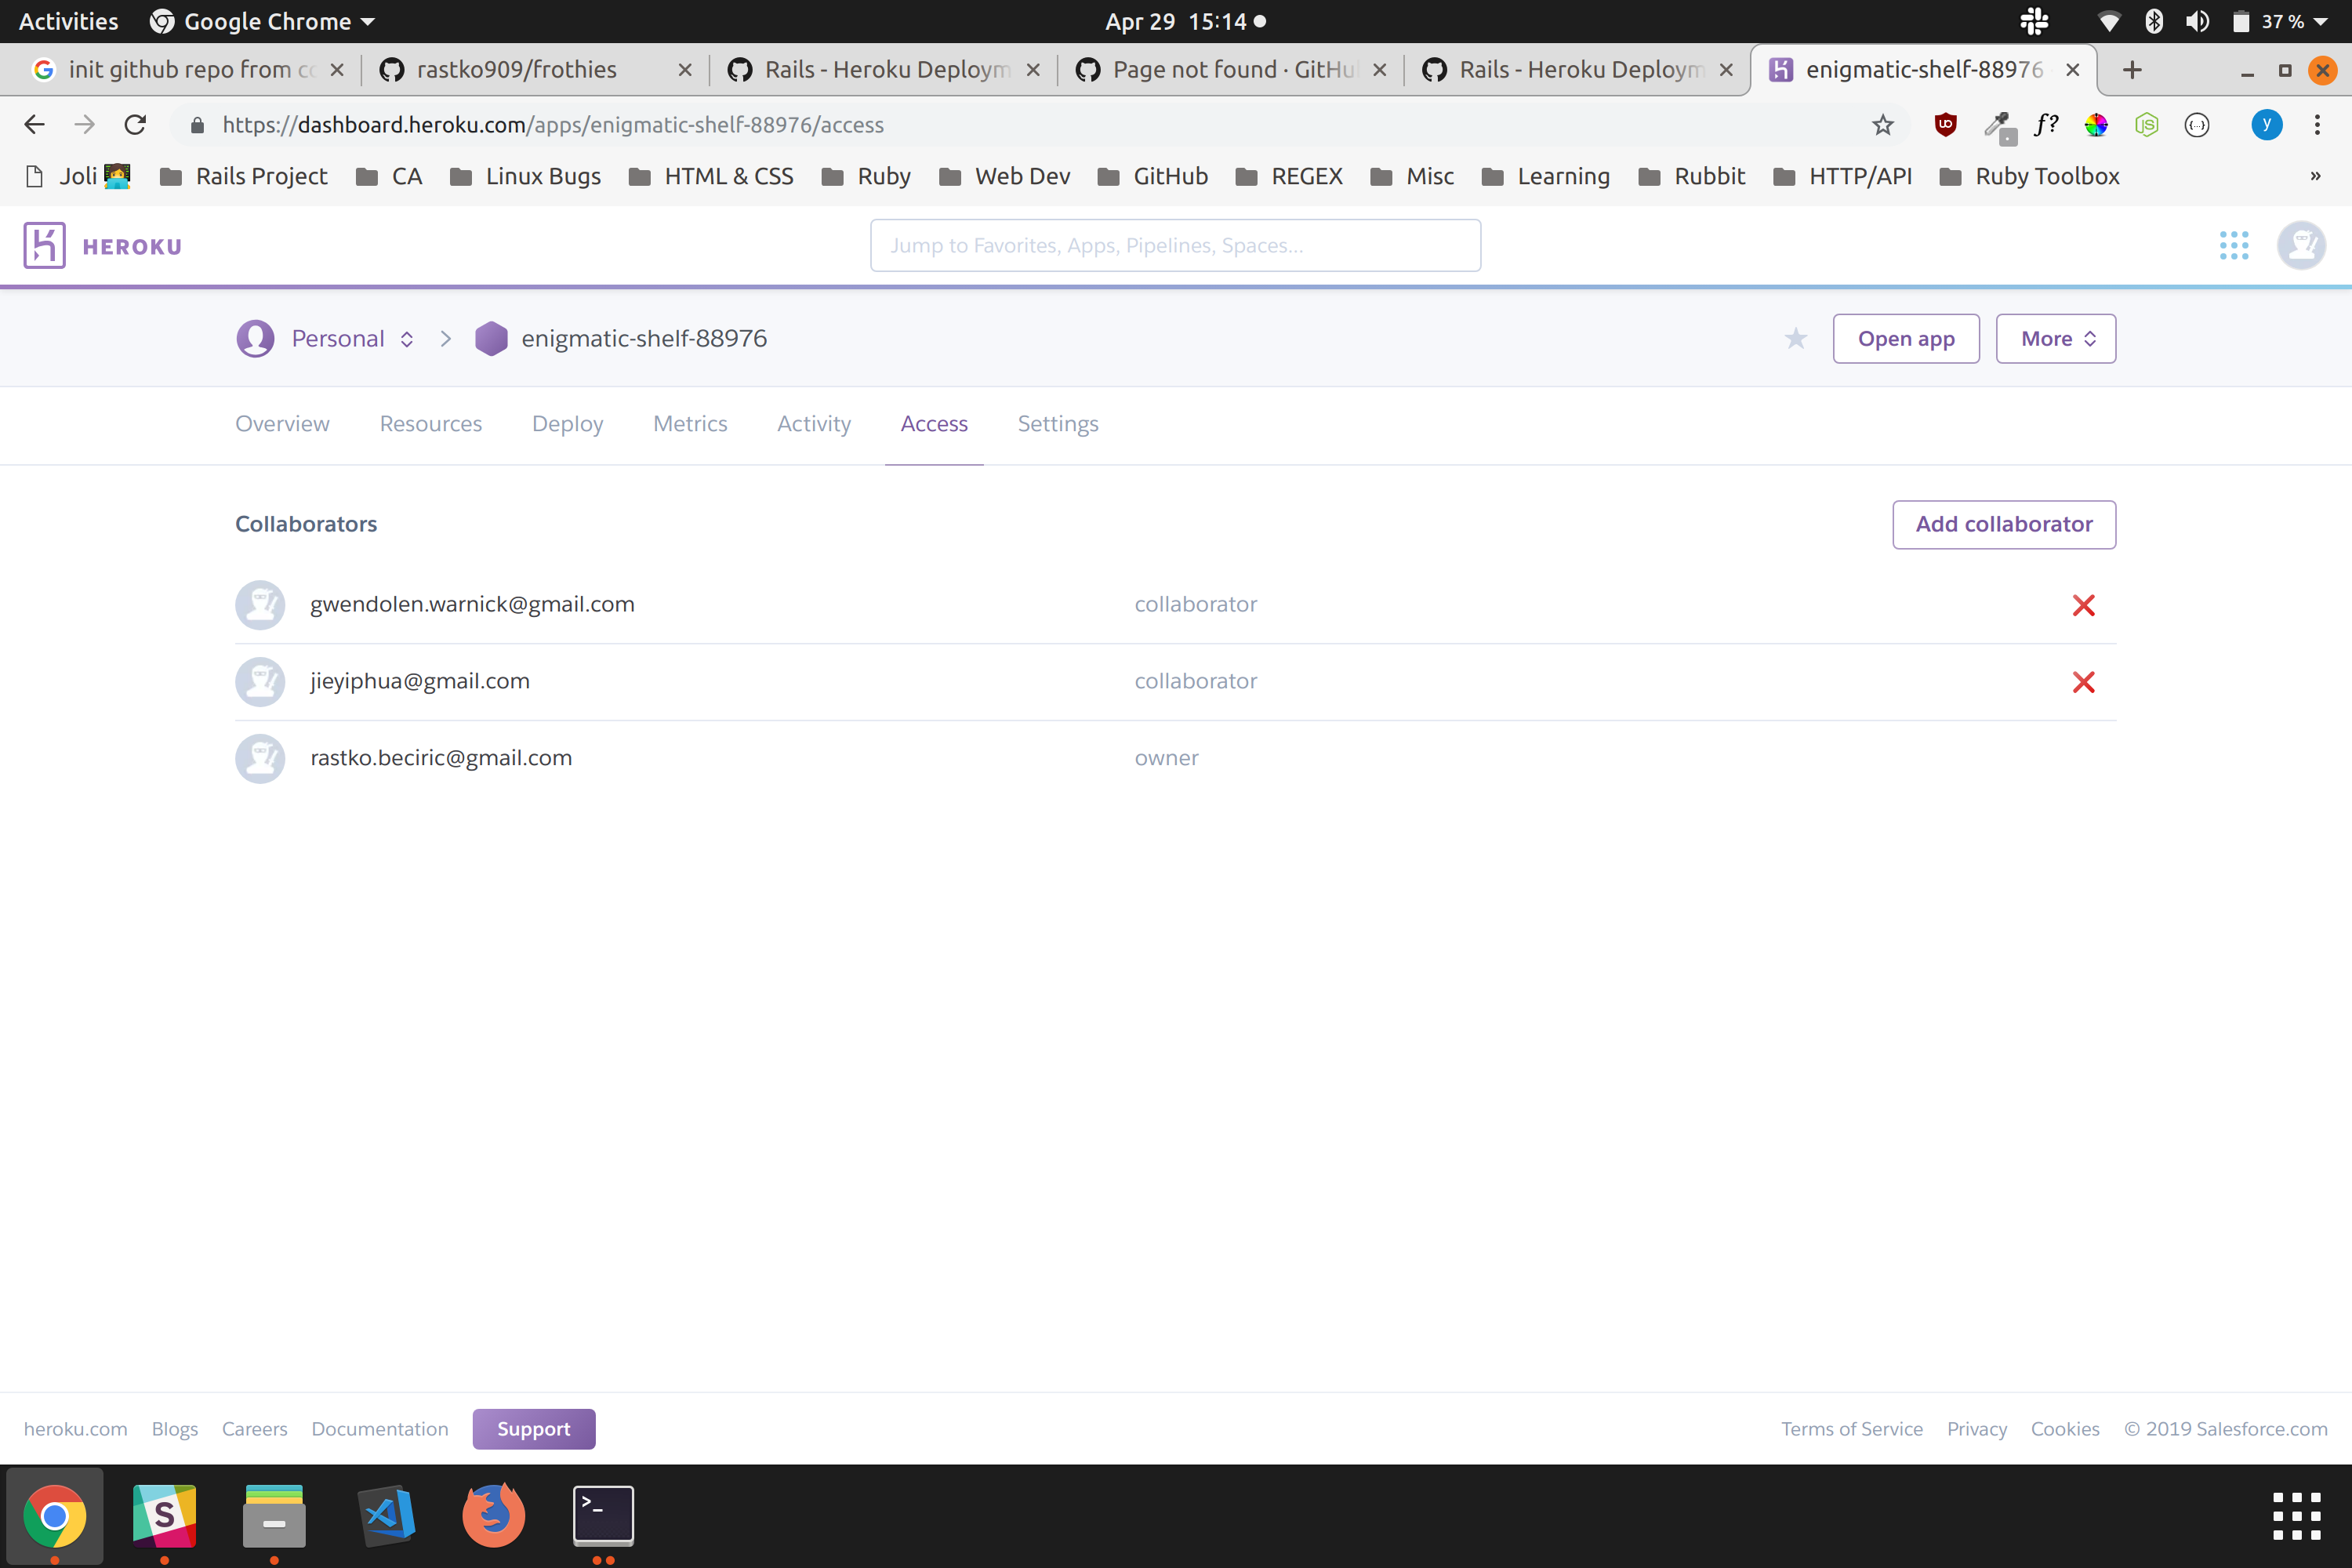 Activities Google Chrome Apr 29 15:14 37 %
init github repo from co rastko909/frothies Rails - Heroku Deploym Page not found · GitHu Rails - Heroku Deploym enigmatic-shelf-88976
https://dashboard.heroku.com/apps/enigmatic-shelf-88976/access f? y
Joli Rails Project CA Linux Bugs HTML & CSS Ruby Web Dev GitHub REGEX Misc Learning Rubbit HTTP/API Ruby Toolbox »
HEROKU Jump to Favorites, Apps, Pipelines, Spaces...
Personal enigmatic-shelf-88976 Open app More
Overview Resources Deploy Metrics Activity Access Settings
Collaborators Add collaborator
gwendolen.warnick@gmail.com collaborator
jieyiphua@gmail.com collaborator
rastko.beciric@gmail.com owner
heroku.com Blogs Careers Documentation Support Terms of Service Privacy Cookies © 2019 Salesforce.com